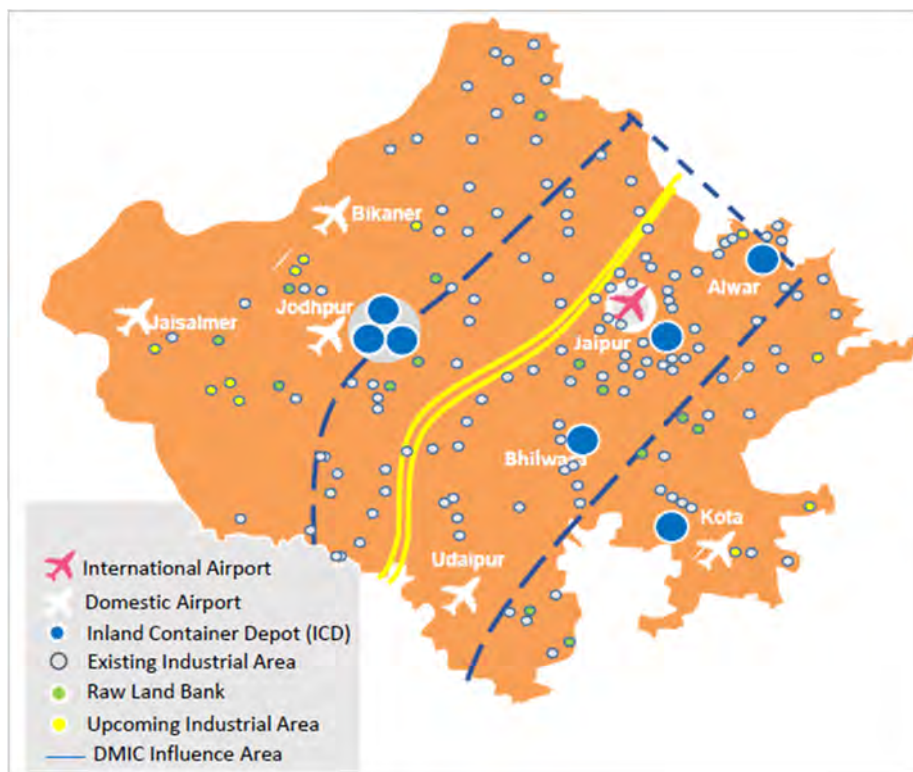 Bikaner
Alwar
Jodhpur
Jaisalmer
Jaipur
Bhilwara
Kota
Udaipur
International Airport
Domestic Airport
Inland Container Depot (ICD)
Existing Industrial Area
Raw Land Bank
Upcoming Industrial Area
DMIC Influence Area